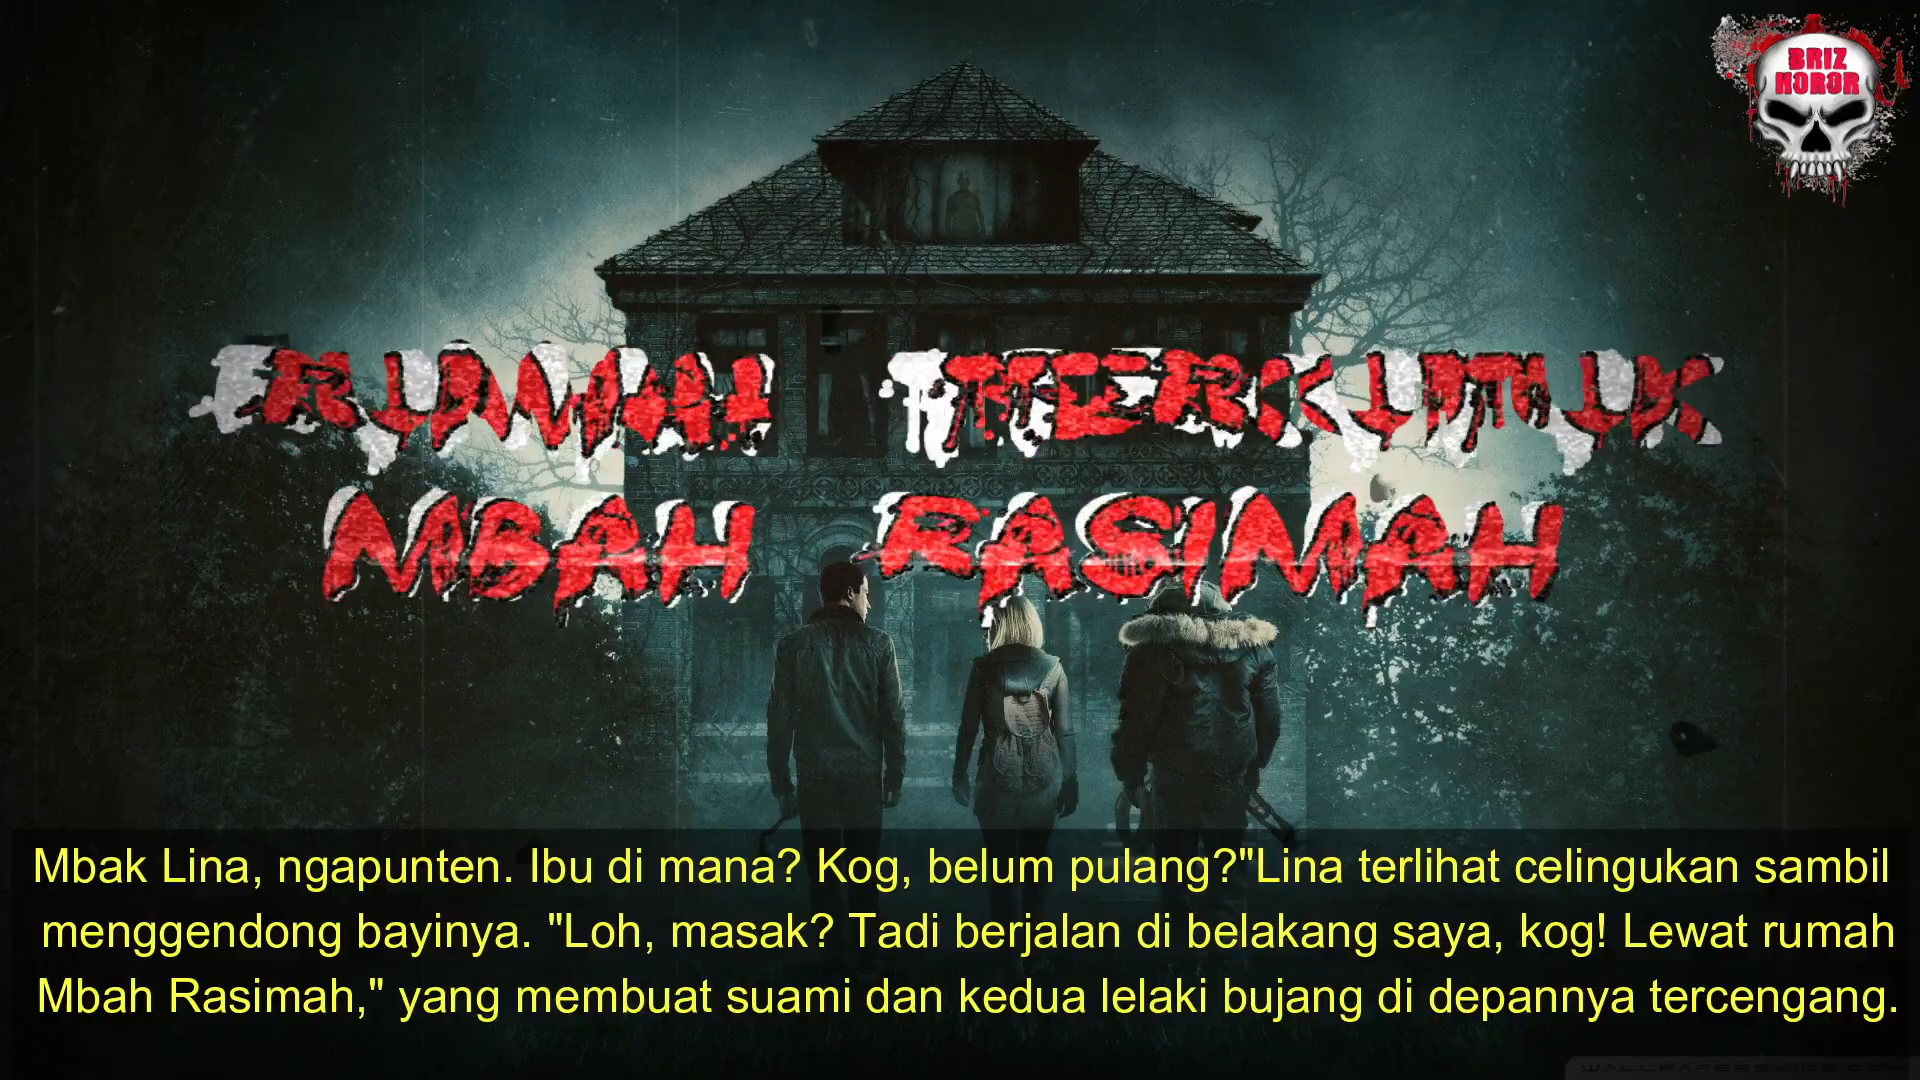 BRIZ
HOROR
RUMAH TERKUTUK
MBAH RASIMAH
Mbak Lina, ngapunten. Ibu di mana? Kog, belum pulang?"Lina terlihat celingukan sambil
menggendong bayinya. "Loh, masak? Tadi berjalan di belakang saya, kog! Lewat rumah
Mbah Rasimah," yang membuat suami dan kedua lelaki bujang di depannya tercengang.